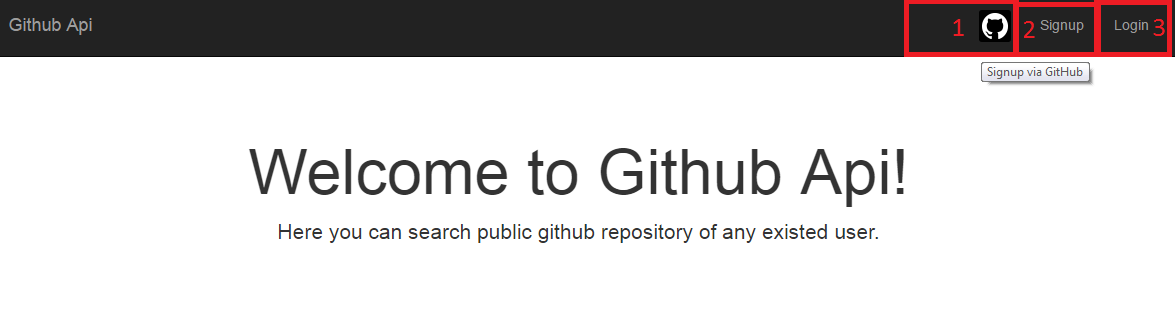 Github Api 1 2 Signup Login 3
Signup via GitHub
Welcome to Github Api!
Here you can search public github repository of any existed user.